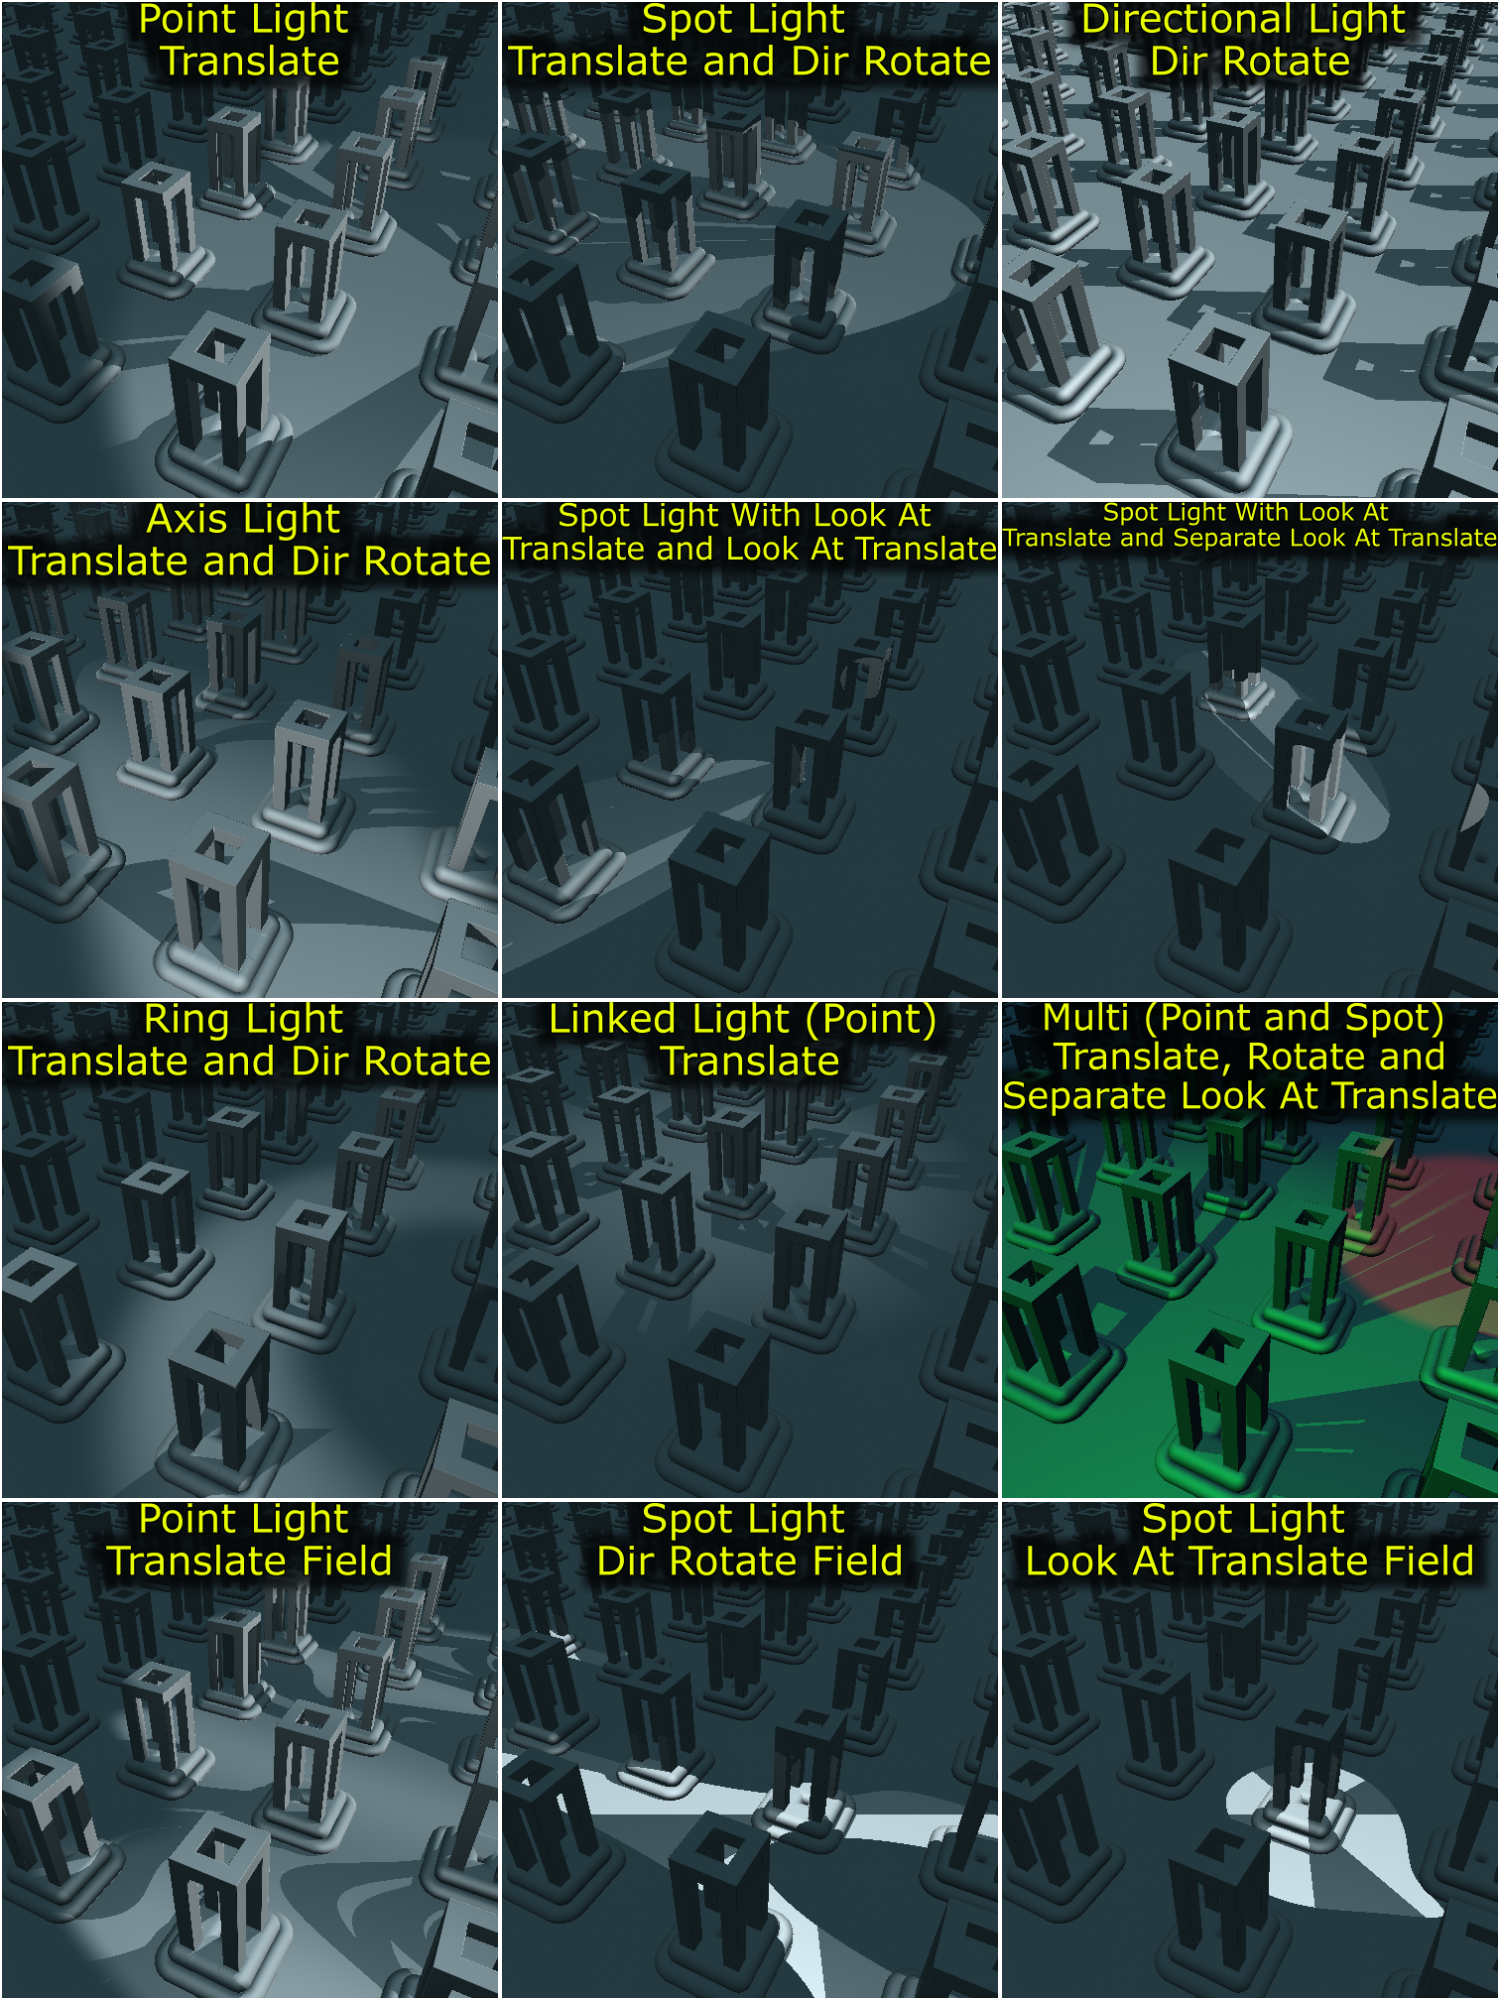 Point Light
Translate
Spot Light
Translate and Dir Rotate
Directional Light
Dir Rotate
Axis Light
Translate and Dir Rotate
Spot Light With Look At
Translate and Look At Translate
Spot Light With Look At
Translate and Separate Look At Translate
Ring Light
Translate and Dir Rotate
Linked Light (Point)
Translate
Multi (Point and Spot)
Translate, Rotate and
Separate Look At Translate
Point Light
Translate Field
Spot Light
Dir Rotate Field
Spot Light
Look At Translate Field